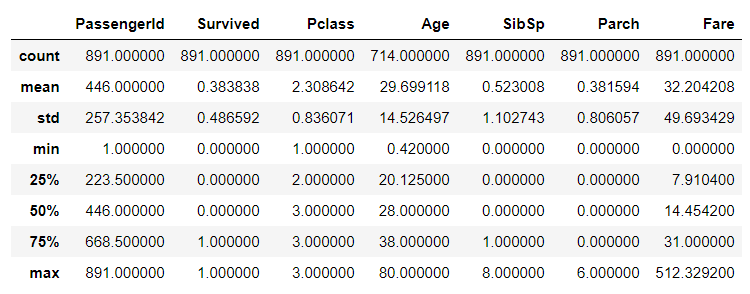 PassengerId Survived Pclass Age SibSp Parch Fare
count 891.000000 891.000000 891.000000 714.000000 891.000000 891.000000 891.000000
mean 446.000000 0.383838 2.308642 29.699118 0.523008 0.381594 32.204208
std 257.353842 0.486592 0.836071 14.526497 1.102743 0.806057 49.693429
min 1.000000 0.000000 1.000000 0.420000 0.000000 0.000000 0.000000
25% 223.500000 0.000000 2.000000 20.125000 0.000000 0.000000 7.910400
50% 446.000000 0.000000 3.000000 28.000000 0.000000 0.000000 14.454200
75% 668.500000 1.000000 3.000000 38.000000 1.000000 0.000000 31.000000
max 891.000000 1.000000 3.000000 80.000000 8.000000 6.000000 512.329200